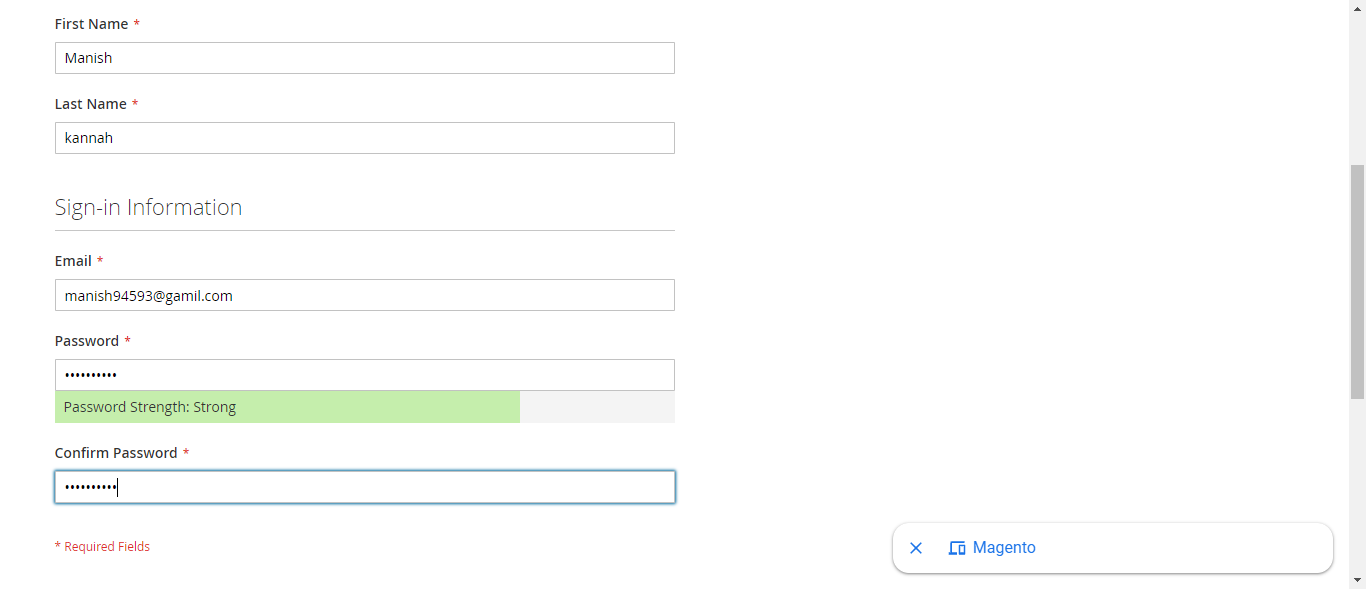 First Name *
Manish
Last Name *
kannah
Sign-in Information
Email *
manish94593@gamil.com
Password *
••••••••••
Password Strength: Strong
Confirm Password *
••••••••••
* Required Fields
Magento